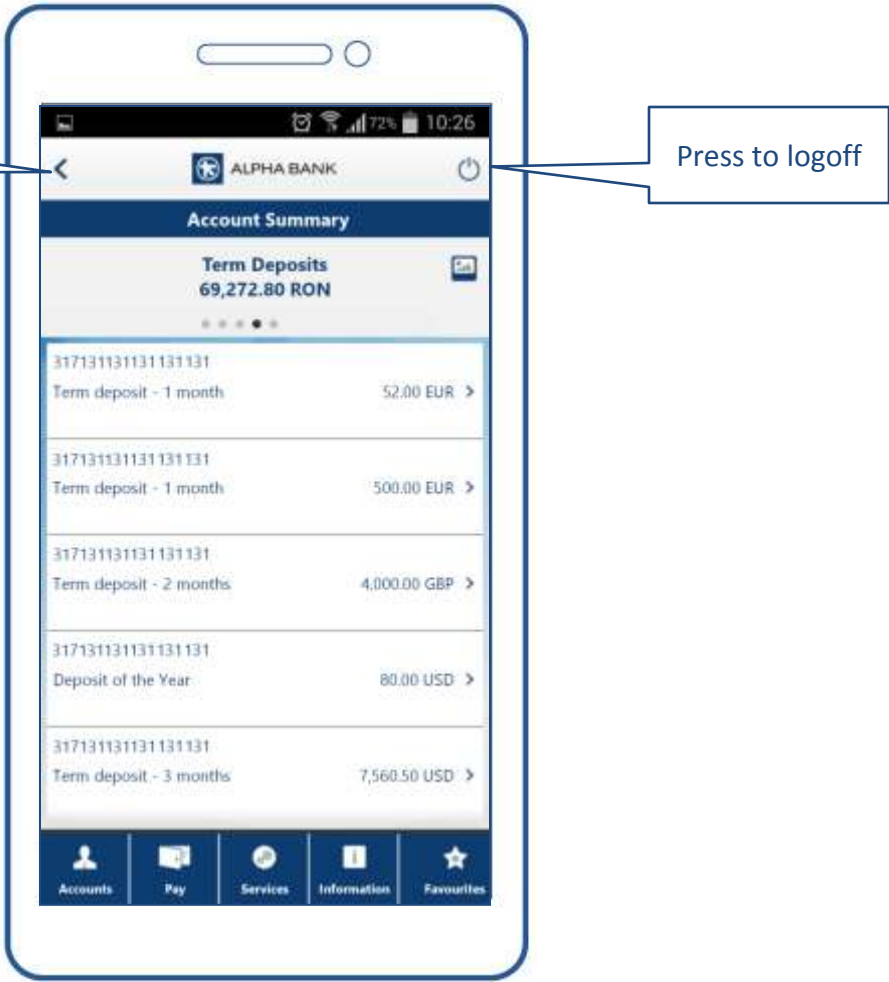 72% 10:26
ALPHA BANK
Press to logoff
Account Summary
Term Deposits
69,272.80 RON
317131131131131131
Term deposit - 1 month 52.00 EUR
317131131131131131
Term deposit - 1 month 500.00 EUR
317131131131131131
Term deposit - 2 months 4,000.00 GBP
317131131131131131
Deposit of the Year 80.00 USD
317131131131131131
Term deposit - 3 months 7,560.50 USD
Accounts Pay Services Information Favourites